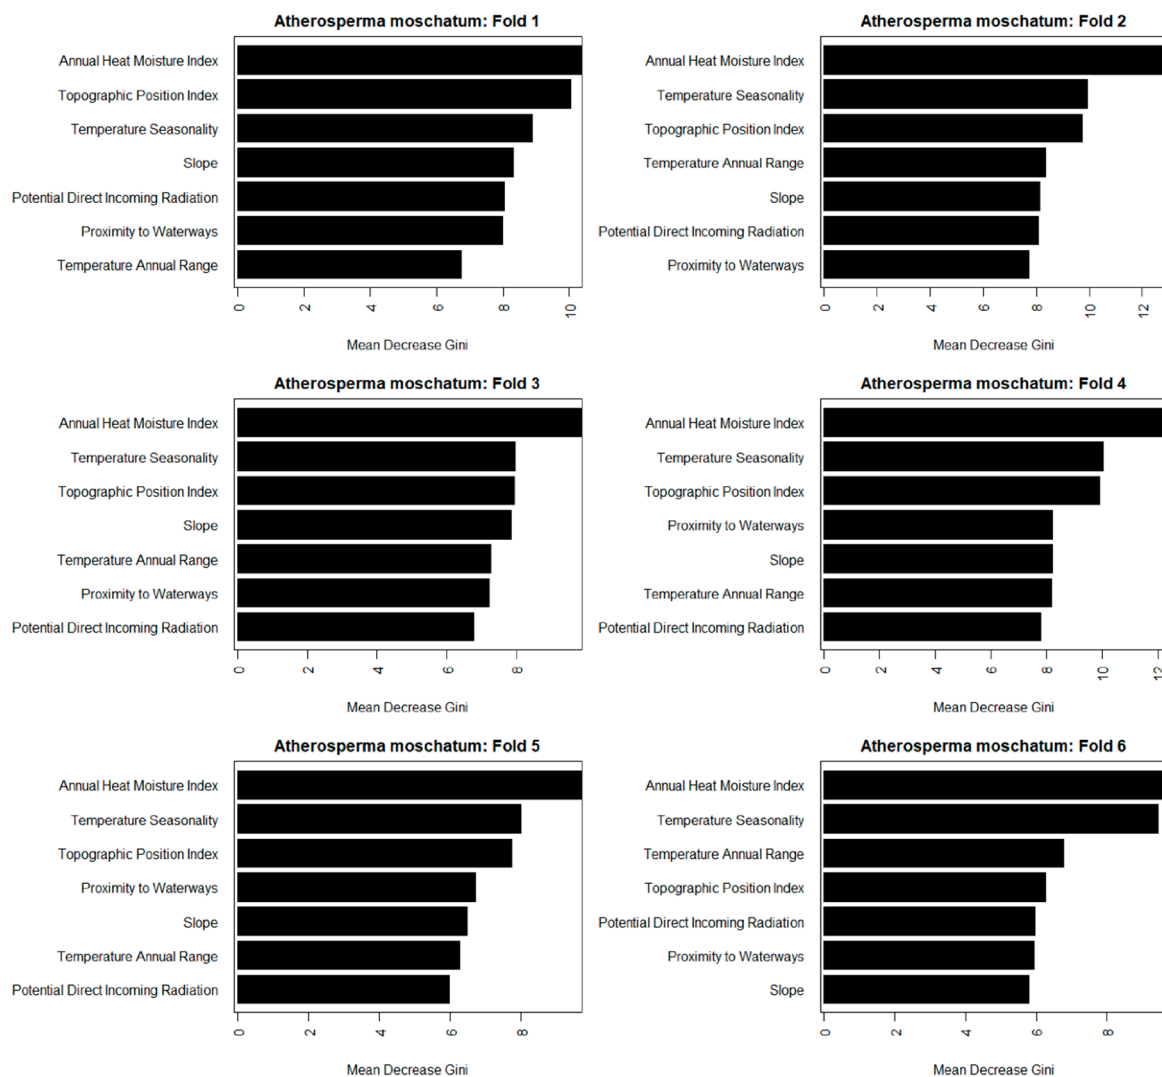 Atherosperma moschatum: Fold 1
Annual Heat Moisture Index
Topographic Position Index
Temperature Seasonality
Slope
Potential Direct Incoming Radiation
Proximity to Waterways
Temperature Annual Range
0 2 4 6 8 10
Mean Decrease Gini
Atherosperma moschatum: Fold 2
Annual Heat Moisture Index
Temperature Seasonality
Topographic Position Index
Temperature Annual Range
Slope
Potential Direct Incoming Radiation
Proximity to Waterways
0 2 4 6 8 10 12
Mean Decrease Gini
Atherosperma moschatum: Fold 3
Annual Heat Moisture Index
Temperature Seasonality
Topographic Position Index
Slope
Temperature Annual Range
Proximity to Waterways
Potential Direct Incoming Radiation
0 2 4 6 8
Mean Decrease Gini
Atherosperma moschatum: Fold 4
Annual Heat Moisture Index
Temperature Seasonality
Topographic Position Index
Proximity to Waterways
Slope
Temperature Annual Range
Potential Direct Incoming Radiation
0 2 4 6 8 10 12
Mean Decrease Gini
Atherosperma moschatum: Fold 5
Annual Heat Moisture Index
Temperature Seasonality
Topographic Position Index
Proximity to Waterways
Slope
Temperature Annual Range
Potential Direct Incoming Radiation
0 2 4 6 8
Mean Decrease Gini
Atherosperma moschatum: Fold 6
Annual Heat Moisture Index
Temperature Seasonality
Temperature Annual Range
Topographic Position Index
Potential Direct Incoming Radiation
Proximity to Waterways
Slope
0 2 4 6 8
Mean Decrease Gini